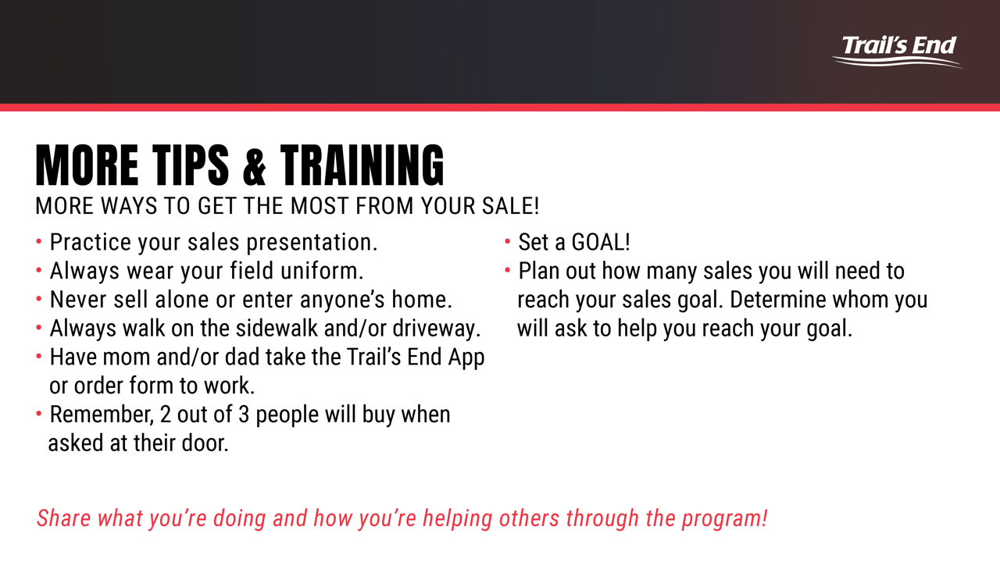 Trail's End
MORE TIPS & TRAINING
MORE WAYS TO GET THE MOST FROM YOUR SALE!
• Practice your sales presentation.
• Always wear your field uniform.
• Never sell alone or enter anyone’s home.
• Always walk on the sidewalk and/or driveway.
• Have mom and/or dad take the Trail’s End App
or order form to work.
• Remember, 2 out of 3 people will buy when
asked at their door.
• Set a GOAL!
• Plan out how many sales you will need to
reach your sales goal. Determine whom you
will ask to help you reach your goal.
Share what you’re doing and how you’re helping others through the program!